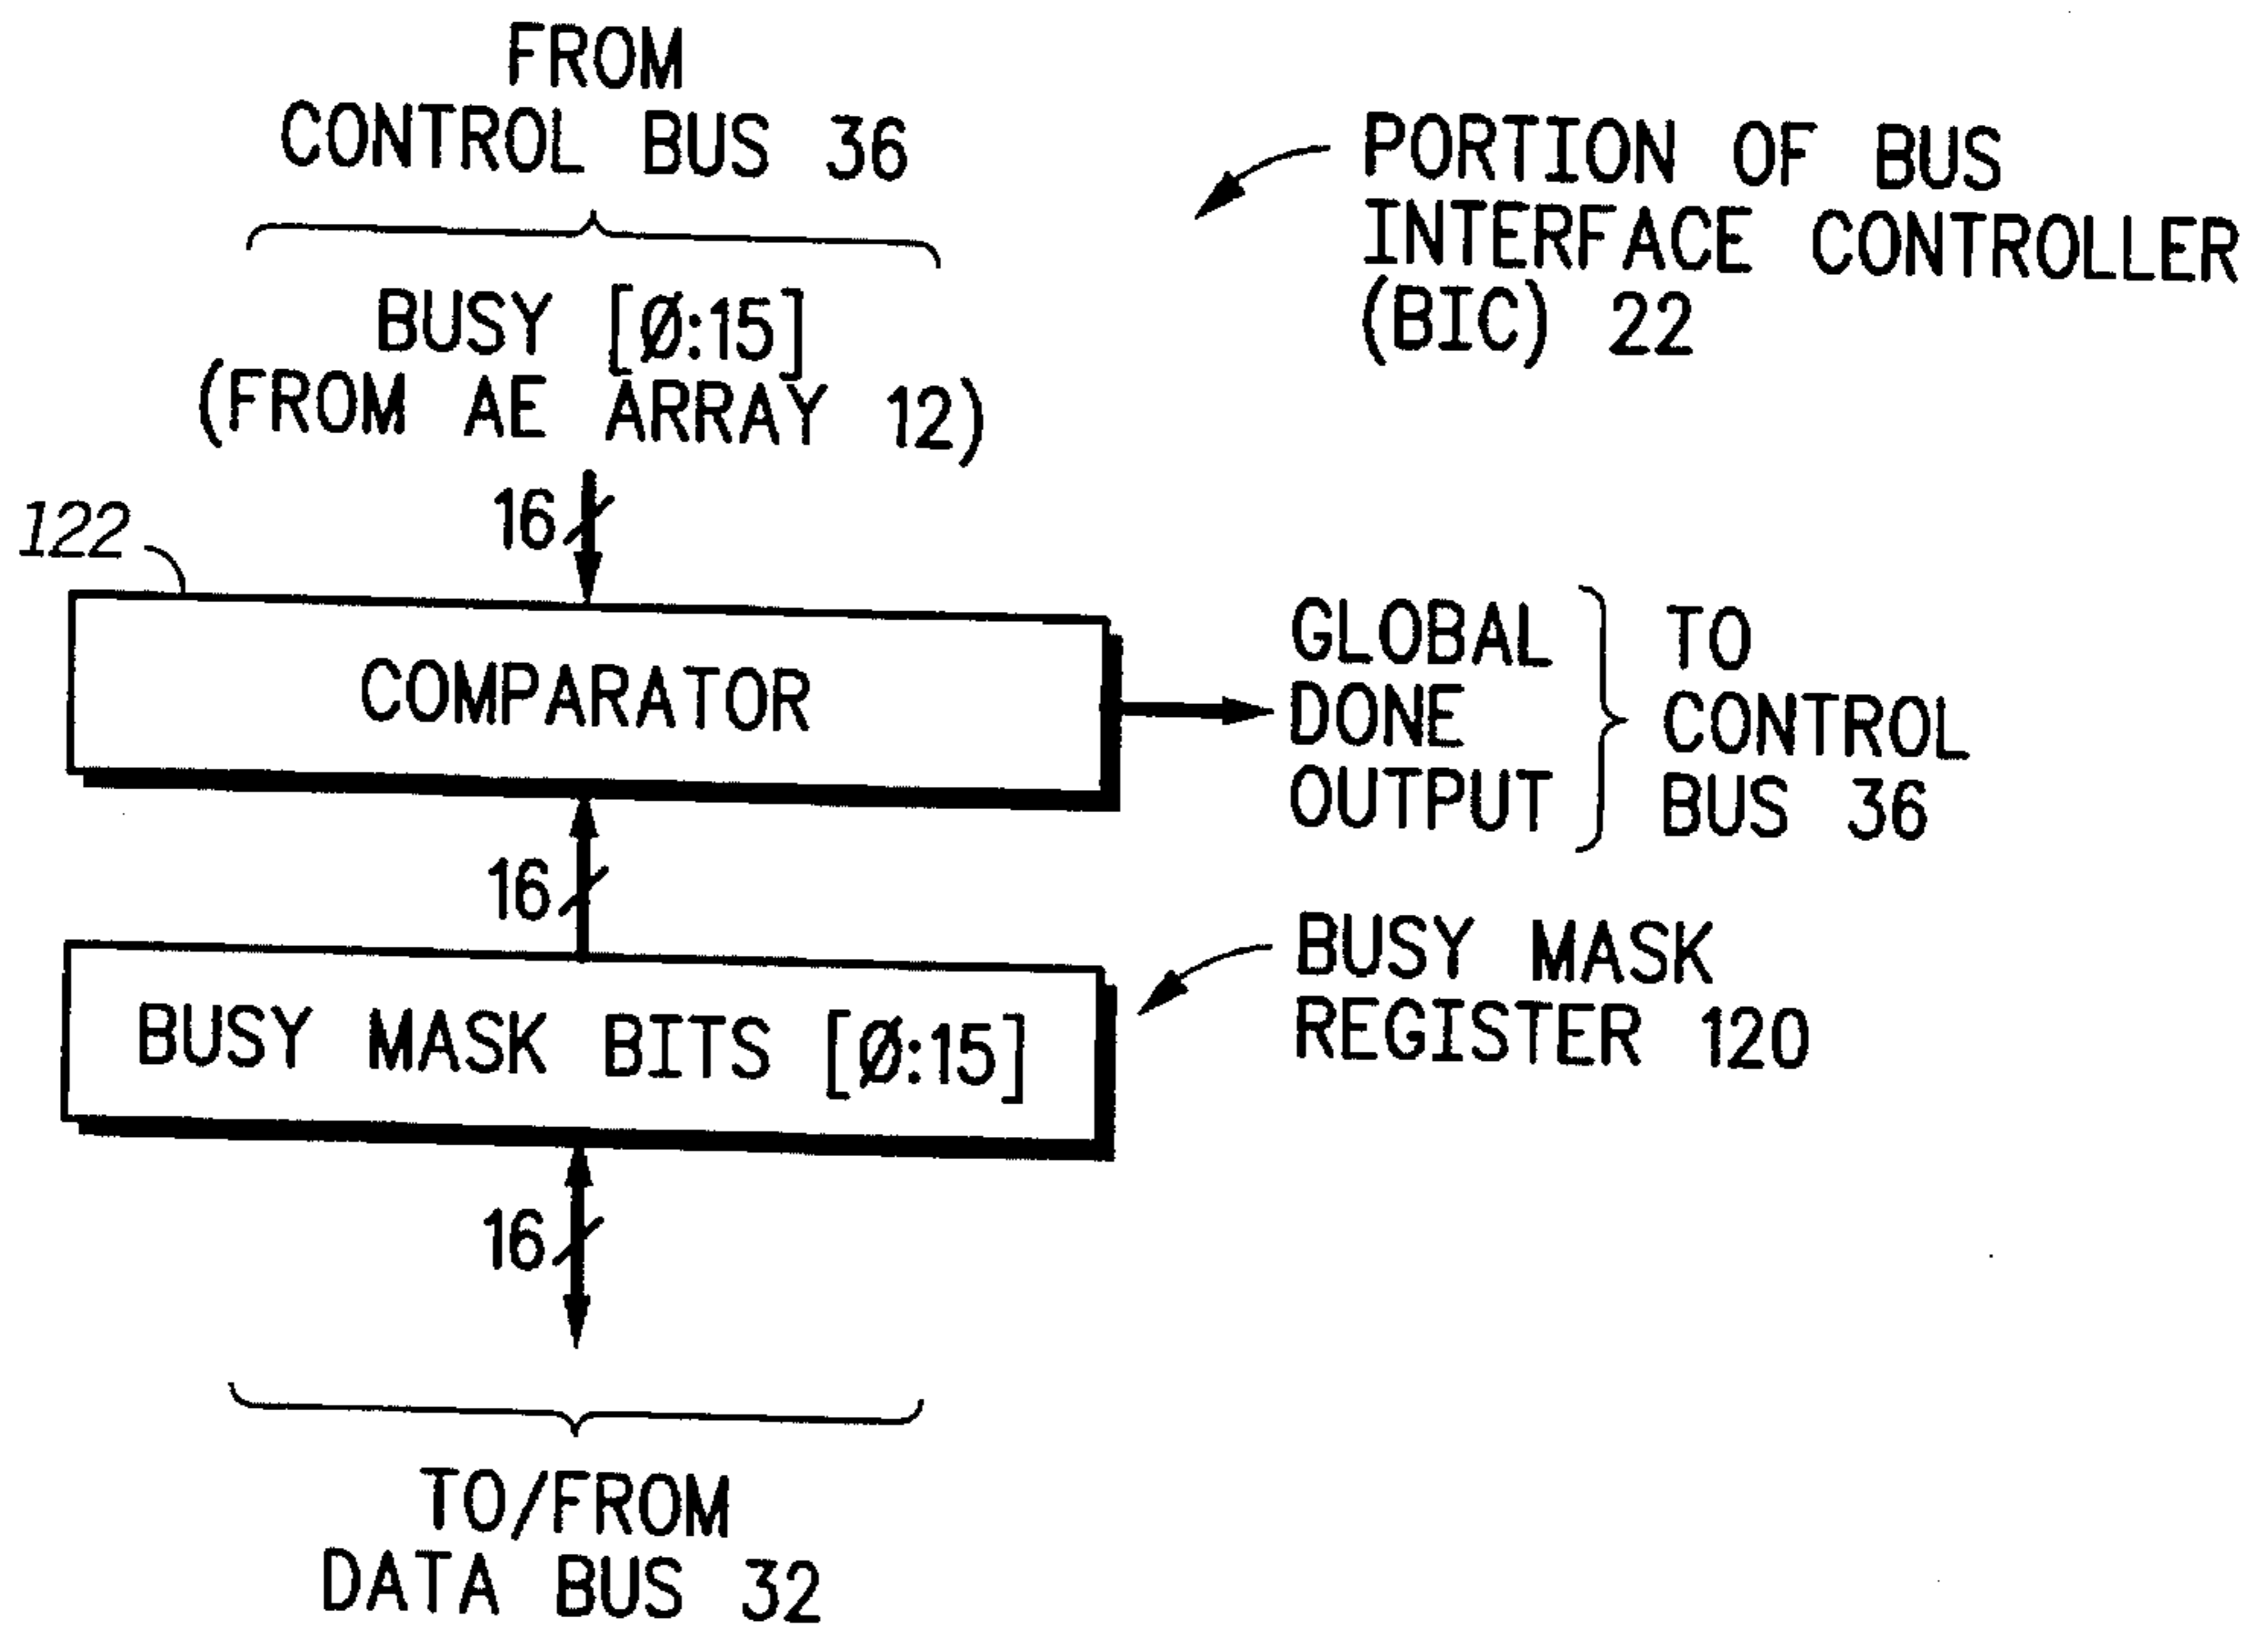 FROM
CONTROL BUS 36
PORTION OF BUS
INTERFACE CONTROLLER
(BIC) 22
BUSY [Ø:15]
(FROM AE ARRAY 12)
16
122
COMPARATOR
GLOBAL
DONE
OUTPUT
TO
CONTROL
BUS 36
16
BUSY MASK BITS [Ø:15]
BUSY MASK
REGISTER 120
16
TO/FROM
DATA BUS 32